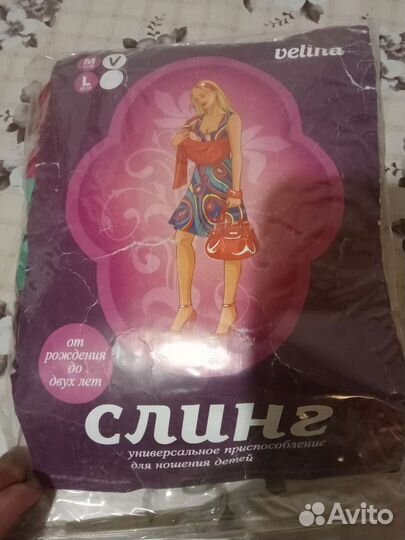 M
V
velina
L
от
рождения
до
двух лет
слинг
универсальное приспособление
для ношения детей
Avito